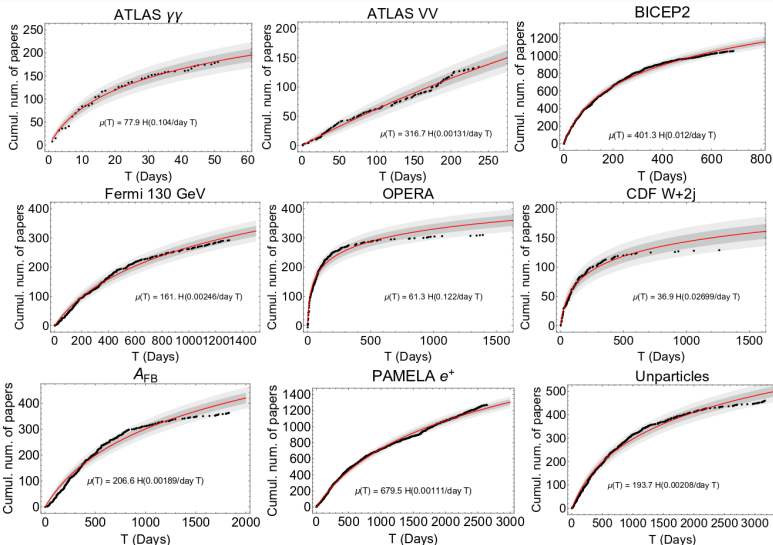 ATLAS γγ
Cumul. num. of papers
250
200
150
100
50
0
μ(T) = 77.9 H(0.104/day T)
0 10 20 30 40 50 60
T (Days)
ATLAS VV
Cumul. num. of papers
200
150
100
50
0
μ(T) = 316.7 H(0.00131/day T)
0 50 100 150 200 250
T (Days)
BICEP2
Cumul. num. of papers
1200
1000
800
600
400
200
0
μ(T) = 401.3 H(0.012/day T)
0 200 400 600 800
T (Days)
Fermi 130 GeV
Cumul. num. of papers
400
300
200
100
0
μ(T) = 161. H(0.00246/day T)
0 200 400 600 800 1000 1200 1400
T (Days)
OPERA
Cumul. num. of papers
400
300
200
100
0
μ(T) = 61.3 H(0.122/day T)
0 500 1000 1500
T (Days)
CDF W+2j
Cumul. num. of papers
200
150
100
50
0
μ(T) = 36.9 H(0.02699/day T)
0 500 1000 1500
T (Days)
A_FB
Cumul. num. of papers
400
300
200
100
0
μ(T) = 206.6 H(0.00189/day T)
0 500 1000 1500 2000
T (Days)
PAMELA e⁺
Cumul. num. of papers
1400
1200
1000
800
600
400
200
0
μ(T) = 679.5 H(0.00111/day T)
0 500 1000 1500 2000 2500 3000
T (Days)
Unparticles
Cumul. num. of papers
500
400
300
200
100
0
μ(T) = 193.7 H(0.00208/day T)
0 500 1000 1500 2000 2500 3000
T (Days)